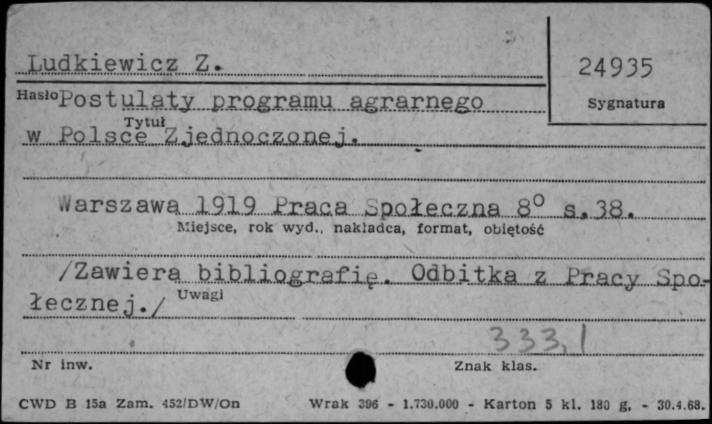 Ludkiewicz Z.
24935
Hasło
Sygnatura
Postulaty programu agrarnego
Tytuł
w Polsce Zjednoczonej.
Warszawa 1919 Praca Społeczna 8° s.38.
Miejsce, rok wyd., nakładca, format, objętość
/Zawiera bibliografię. Odbitka z Pracy Spo-
łecznej./
Uwagi
333,1
Nr inw.
Znak klas.
CWD B 15a Zam. 452/DW/On Wrak 396 - 1.730.000 - Karton 5 kl. 180 g. - 30.4.68.